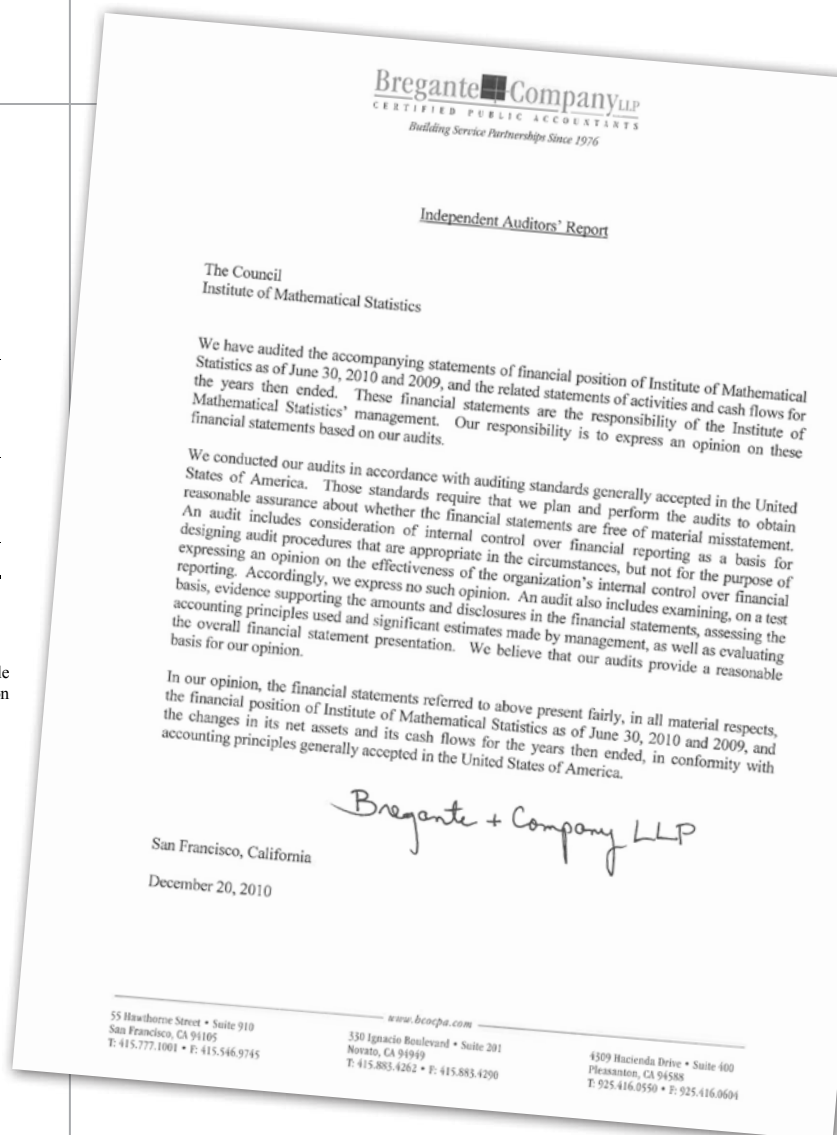 Bregante Company LLP
CERTIFIED PUBLIC ACCOUNTANTS
Building Service Partnerships Since 1976
Independent Auditors' Report
The Council
Institute of Mathematical Statistics
We have audited the accompanying statements of financial position of Institute of Mathematical
Statistics as of June 30, 2010 and 2009, and the related statements of activities and cash flows for
the years then ended. These financial statements are the responsibility of the Institute of
Mathematical Statistics' management. Our responsibility is to express an opinion on these
financial statements based on our audits.
We conducted our audits in accordance with auditing standards generally accepted in the United
States of America. Those standards require that we plan and perform the audits to obtain
reasonable assurance about whether the financial statements are free of material misstatement.
An audit includes consideration of internal control over financial reporting as a basis for
designing audit procedures that are appropriate in the circumstances, but not for the purpose of
expressing an opinion on the effectiveness of the organization's internal control over financial
reporting. Accordingly, we express no such opinion. An audit also includes examining, on a test
basis, evidence supporting the amounts and disclosures in the financial statements, assessing the
accounting principles used and significant estimates made by management, as well as evaluating
the overall financial statement presentation. We believe that our audits provide a reasonable
basis for our opinion.
In our opinion, the financial statements referred to above present fairly, in all material respects,
the financial position of Institute of Mathematical Statistics as of June 30, 2010 and 2009, and
the changes in its net assets and its cash flows for the years then ended, in conformity with
accounting principles generally accepted in the United States of America.
Bregante + Company LLP
San Francisco, California
December 20, 2010
www.bcocpa.com
55 Hawthorne Street • Suite 910
San Francisco, CA 94105
T: 415.777.1001 • F: 415.546.9745
330 Ignacio Boulevard • Suite 201
Novato, CA 94949
T: 415.883.4262 • F: 415.883.4290
4309 Hacienda Drive • Suite 400
Pleasanton, CA 94588
T: 925.416.0550 • F: 925.416.0604